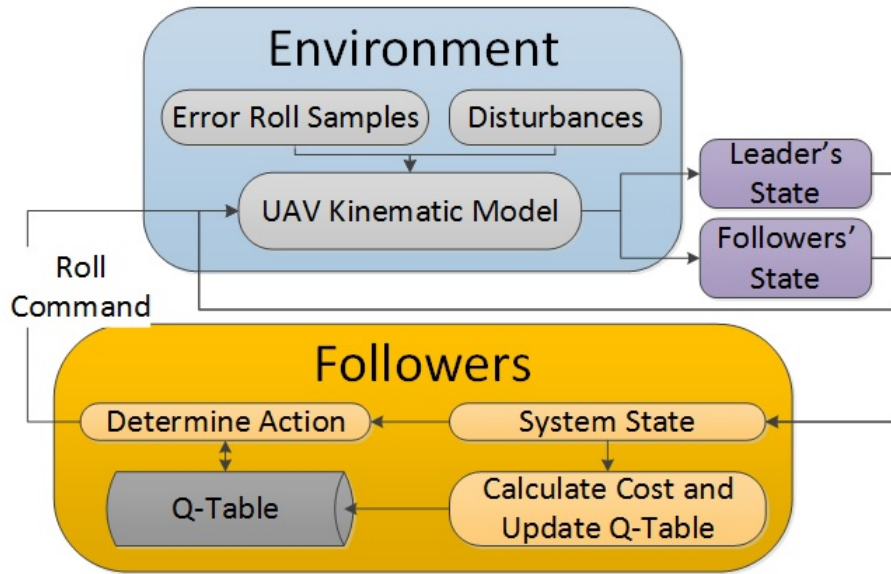 Environment
Error Roll Samples
Disturbances
UAV Kinematic Model
Leader's
State
Followers'
State
Roll
Command
Followers
Determine Action
System State
Q-Table
Calculate Cost and
Update Q-Table